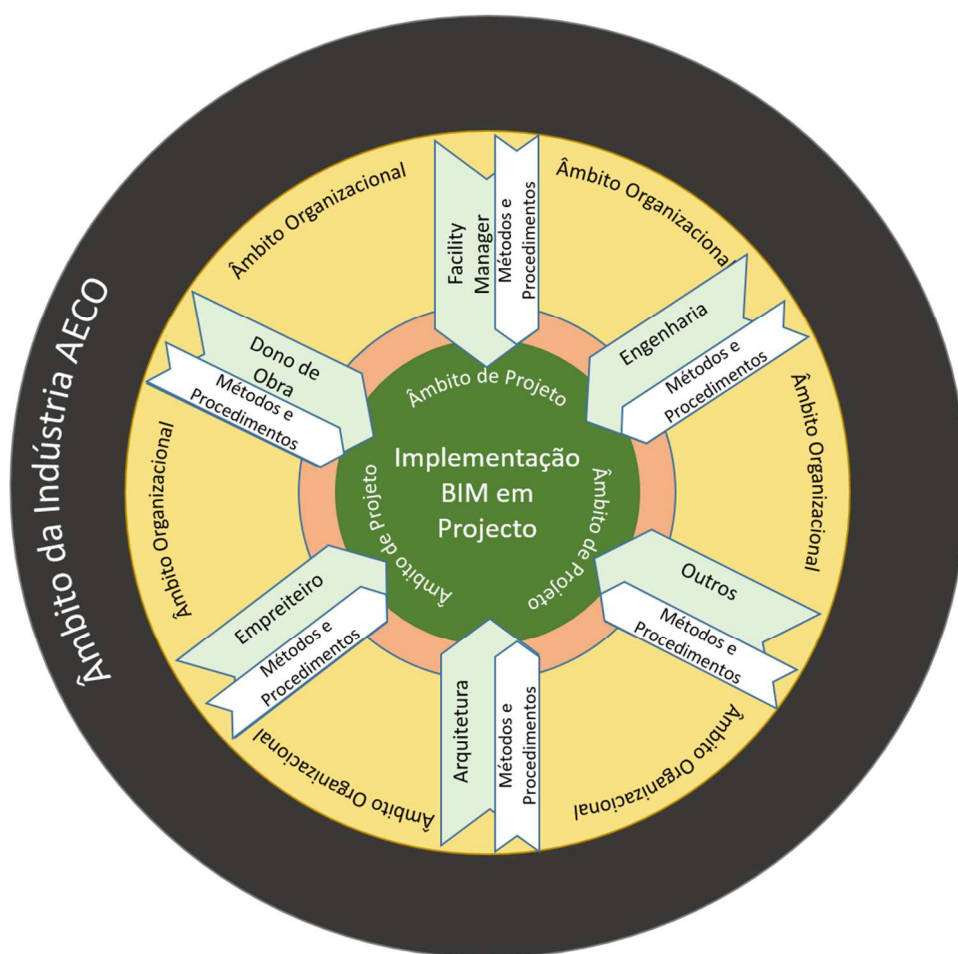 Âmbito da Indústria AECO
Âmbito Organizacional
Facility
Manager
Métodos e
Procedimentos
Âmbito Organizacional
Engenharia
Métodos e
Procedimentos
Âmbito Organizacional
Outros
Métodos e
Procedimentos
Âmbito Organizacional
Arquitetura
Métodos e
Procedimentos
Âmbito Organizacional
Empreiteiro
Métodos e
Procedimentos
Âmbito Organizacional
Dono de
Obra
Métodos e
Procedimentos
Âmbito de Projeto
Implementação
BIM em
Projecto
Âmbito de Projeto
Âmbito de Projeto